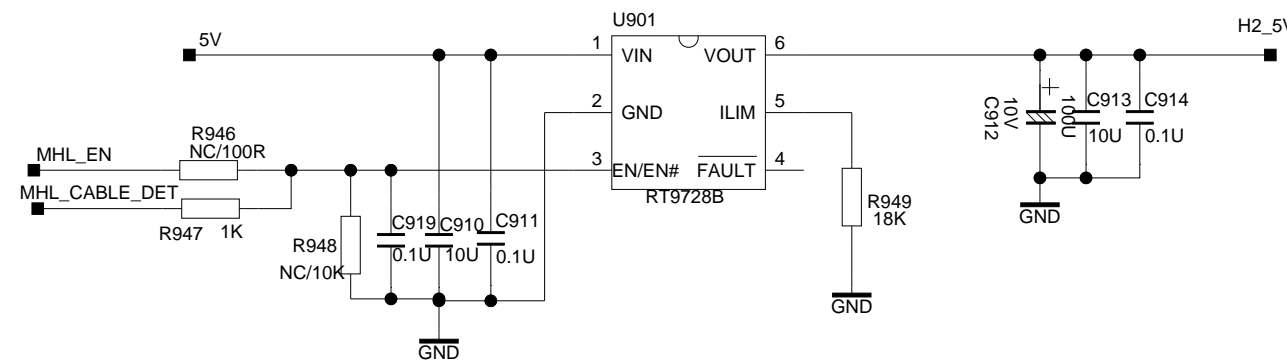 U901
5V
H2_5V
1
VIN
VOUT
6
2
GND
ILIM
5
3
EN/EN#
FAULT
4
RT9728B
R946
NC/100R
MHL_EN
MHL_CABLE_DET
R947
1K
R948
NC/10K
C919
0.1U
C910
10U
C911
0.1U
GND
R949
18K
GND
10V
C912
100U
C913
10U
C914
0.1U
GND